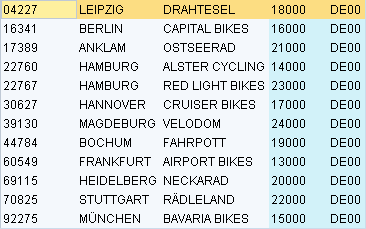 04227 LEIPZIG DRAHTESEL 18000 DE00
16341 BERLIN CAPITAL BIKES 16000 DE00
17389 ANKLAM OSTSEERAD 21000 DE00
22760 HAMBURG ALSTER CYCLING 14000 DE00
22767 HAMBURG RED LIGHT BIKES 23000 DE00
30627 HANNOVER CRUISER BIKES 17000 DE00
39130 MAGDEBURG VELODOM 24000 DE00
44784 BOCHUM FAHRPOTT 19000 DE00
60549 FRANKFURT AIRPORT BIKES 13000 DE00
69115 HEIDELBERG NECKARAD 20000 DE00
70825 STUTTGART RÄDLELAND 22000 DE00
92275 MÜNCHEN BAVARIA BIKES 15000 DE00